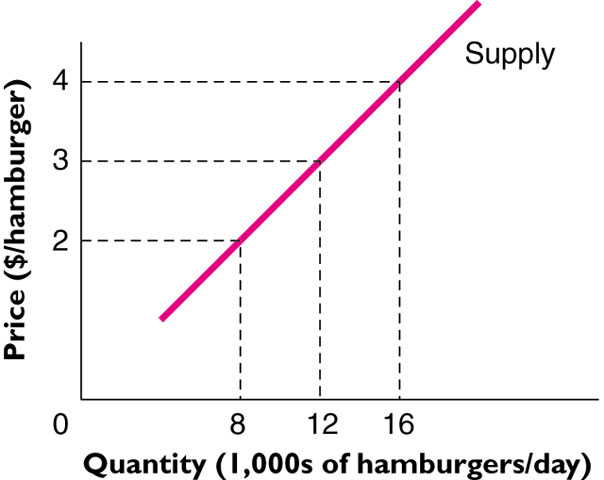 Supply
4
3
2
Price ($/hamburger)
0
8 12 16
Quantity (1,000s of hamburgers/day)